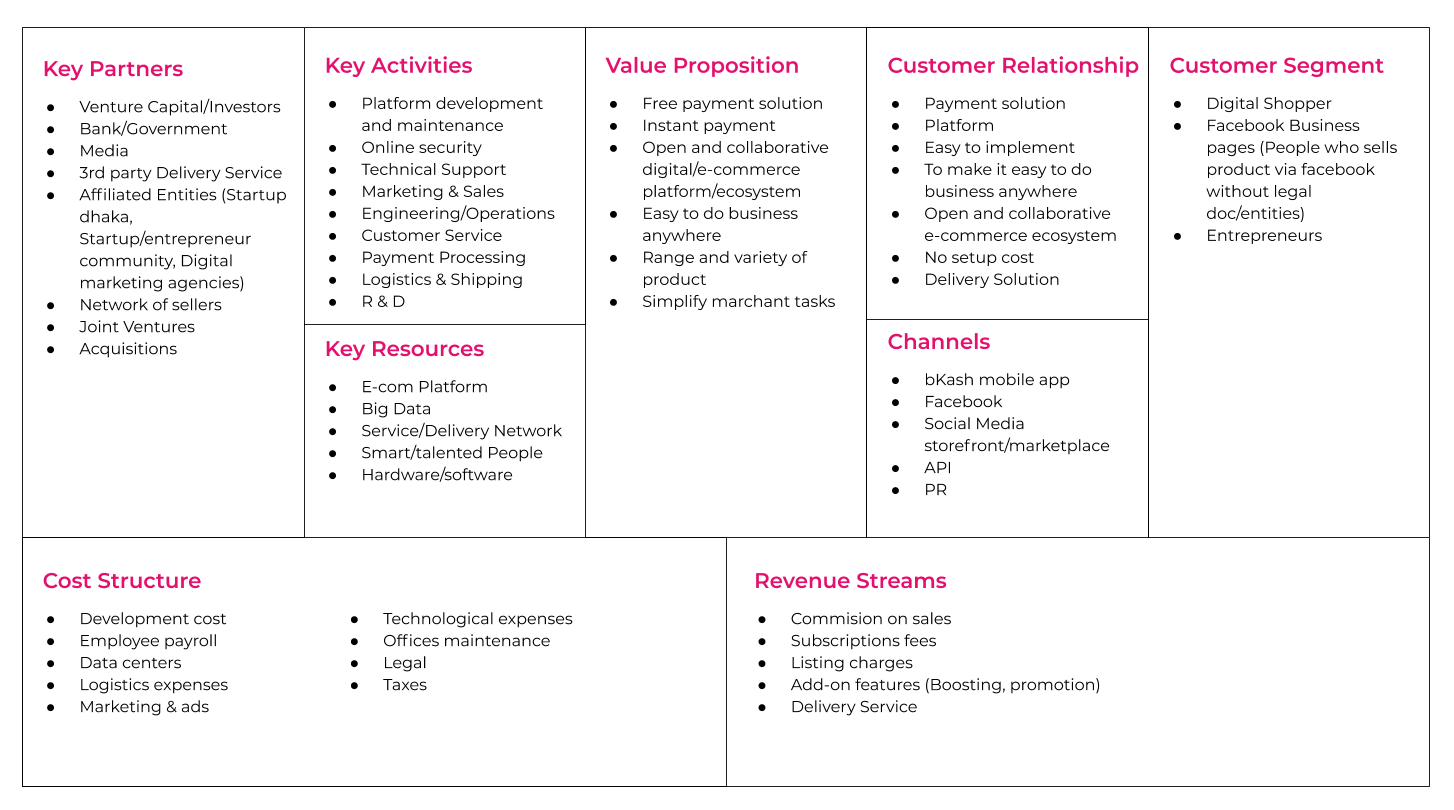 Key Partners
● Venture Capital/Investors
● Bank/Government
● Media
● 3rd party Delivery Service
● Affiliated Entities (Startup
dhaka,
Startup/entrepreneur
community, Digital
marketing agencies)
● Network of sellers
● Joint Ventures
● Acquisitions
Key Activities
● Platform development
and maintenance
● Online security
● Technical Support
● Marketing & Sales
● Engineering/Operations
● Customer Service
● Payment Processing
● Logistics & Shipping
● R & D
Key Resources
● E-com Platform
● Big Data
● Service/Delivery Network
● Smart/talented People
● Hardware/software
Value Proposition
● Free payment solution
● Instant payment
● Open and collaborative
digital/e-commerce
platform/ecosystem
● Easy to do business
anywhere
● Range and variety of
product
● Simplify marchant tasks
Customer Relationship
● Payment solution
● Platform
● Easy to implement
● To make it easy to do
business anywhere
● Open and collaborative
e-commerce ecosystem
● No setup cost
● Delivery Solution
Channels
● bKash mobile app
● Facebook
● Social Media
storefront/marketplace
● API
● PR
Customer Segment
● Digital Shopper
● Facebook Business
pages (People who sells
product via facebook
without legal
doc/entities)
● Entrepreneurs
Cost Structure
● Development cost
● Employee payroll
● Data centers
● Logistics expenses
● Marketing & ads
● Technological expenses
● Offices maintenance
● Legal
● Taxes
Revenue Streams
● Commision on sales
● Subscriptions fees
● Listing charges
● Add-on features (Boosting, promotion)
● Delivery Service